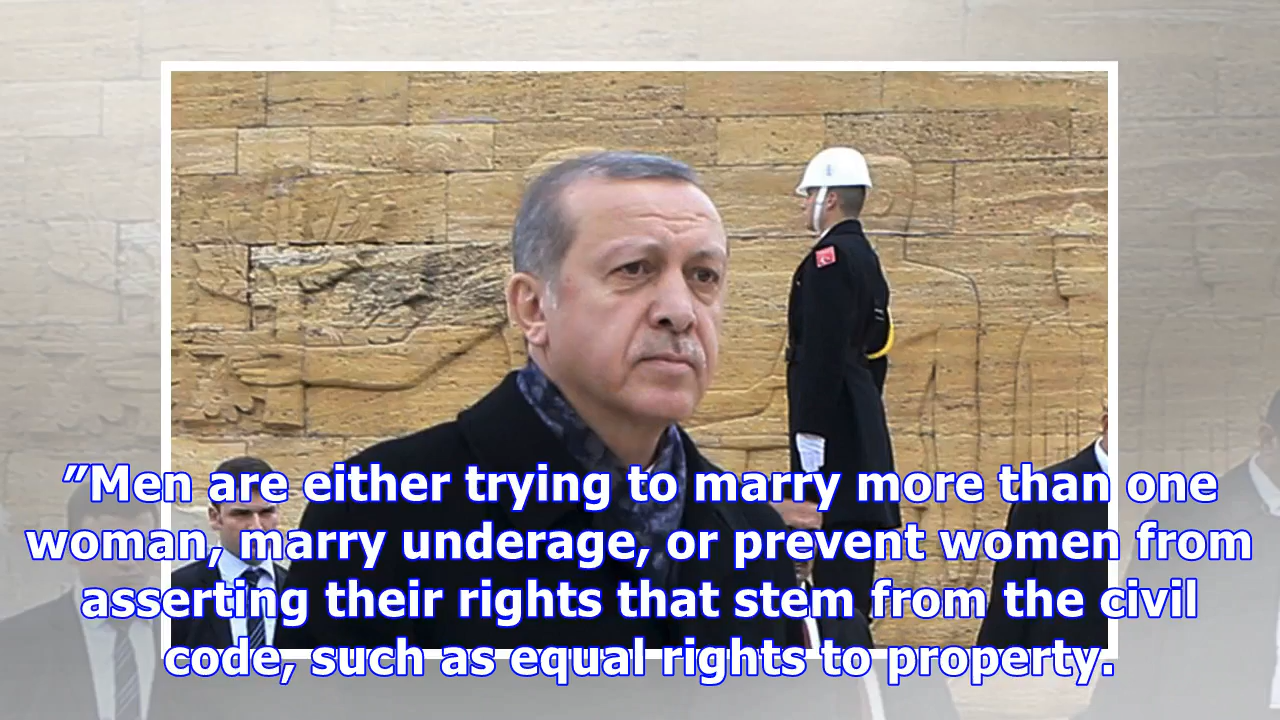 ”Men are either trying to marry more than one
woman, marry underage, or prevent women from
asserting their rights that stem from the civil
code, such as equal rights to property.